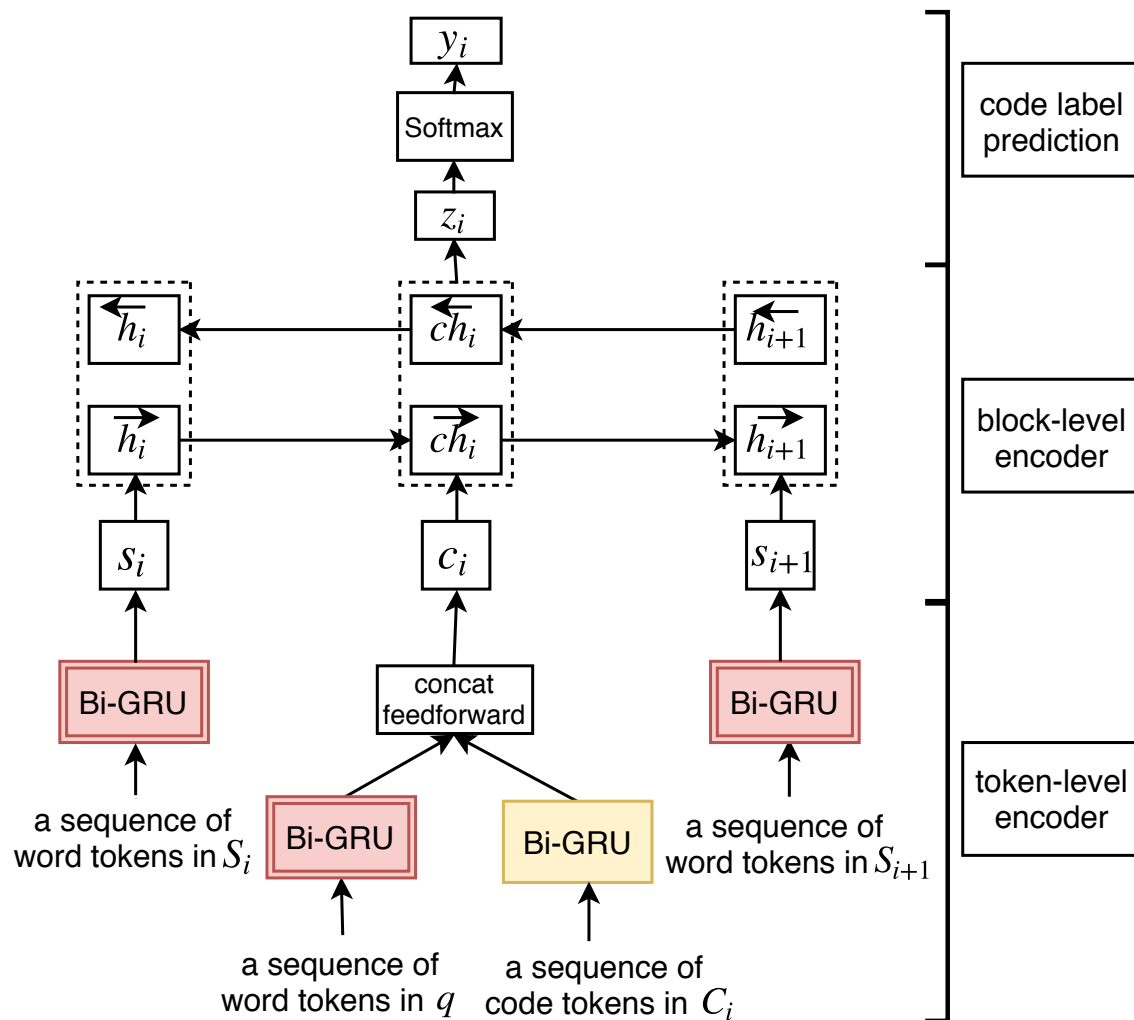 y_i
Softmax
z_i
code label
prediction
←h_i
←ch_i
←h_{i+1}
→h_i
→ch_i
→h_{i+1}
block-level
encoder
s_i
c_i
s_{i+1}
Bi-GRU
concat
feedforward
Bi-GRU
token-level
encoder
a sequence of
word tokens in S_i
Bi-GRU
Bi-GRU
a sequence of
word tokens in S_{i+1}
a sequence of
word tokens in q
a sequence of
code tokens in C_i